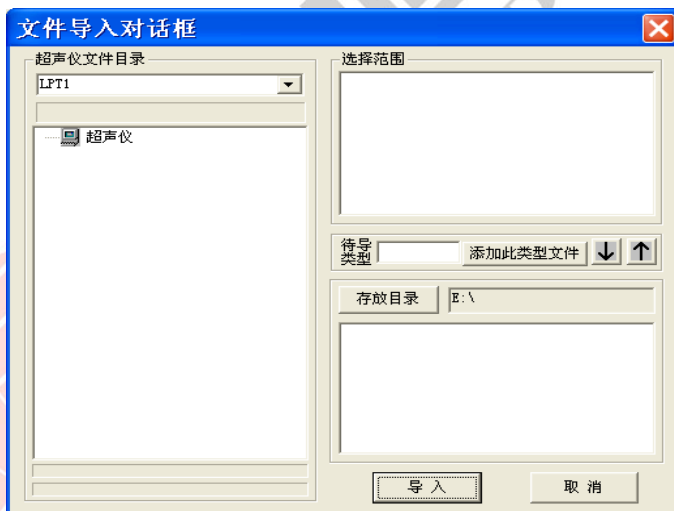 文件导入对话框
超声仪文件目录
LPT1
超声仪
选择范围
待导
类型
添加此类型文件
存放目录
E:\
导入
取消